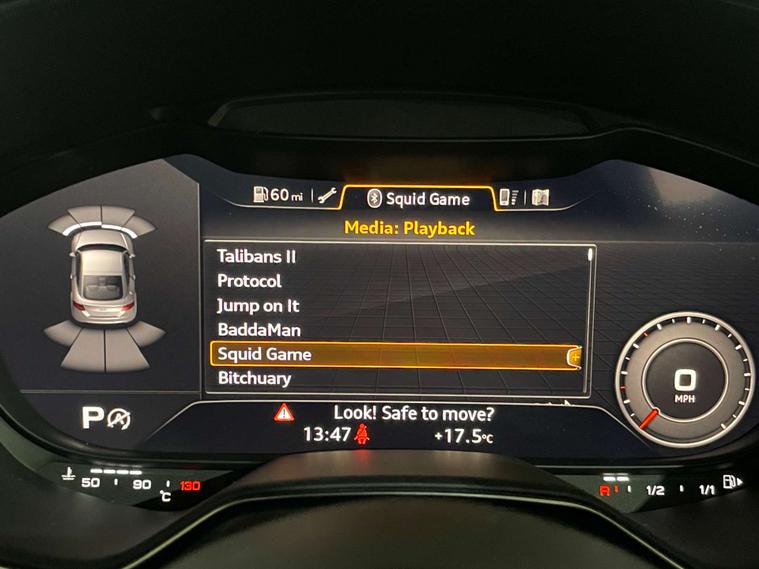 60 mi Squid Game
Media: Playback
Talibans II
Protocol
Jump on It
BaddaMan
Squid Game
Bitchuary
0
MPH
P
Look! Safe to move?
13:47 +17.5°C
50 90 130
°C
R 1/2 1/1